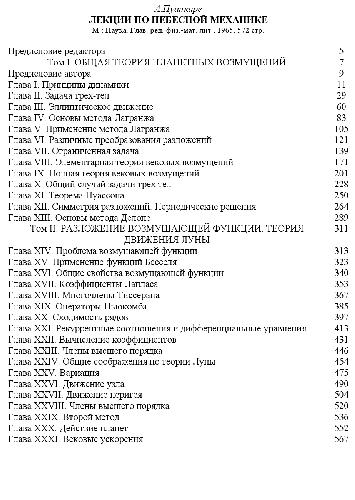 А.Пуанкаре
ЛЕКЦИИ ПО НЕБЕСНОЙ МЕХАНИКЕ
М.: Наука. Глав. ред. физ.-мат. лит., 1965. 572 стр.
Предисловие редактора 5
Том I. ОБЩАЯ ТЕОРИЯ ПЛАНЕТНЫХ ВОЗМУЩЕНИЙ 7
Предисловие автора 9
Глава I. Принципы динамики 11
Глава II. Задача трех тел 29
Глава III. Эллиптическое движение 60
Глава IV. Основы метода Лагранжа 83
Глава V. Применение метода Лагранжа 105
Глава VI. Различные преобразования разложений 121
Глава VII. Ограниченная задача 139
Глава VIII. Элементарная теория вековых возмущений 171
Глава IX. Полная теория вековых возмущений 201
Глава X. Общий случай задачи трех тел 228
Глава XI. Теорема Пуассона 250
Глава XII. Симметрия разложений. Периодические решения 264
Глава XIII. Основы метода Делоне 289
Том II. РАЗЛОЖЕНИЕ ВОЗМУЩАЮЩЕЙ ФУНКЦИИ. ТЕОРИЯ 311
ДВИЖЕНИЯ ЛУНЫ
Глава XIV. Проблема возмущающей функции 313
Глава XV. Применение функций Бесселя 323
Глава XVI. Общие свойства возмущающей функции 340
Глава XVII. Коэффициенты Лапласа 353
Глава XVIII. Многочлены Тиссерана 367
Глава XIX. Операторы Ньюкомба 385
Глава XX. Сходимость рядов 397
Глава XXI. Рекуррентные соотношения и дифференциальные уравнения 413
Глава XXII. Вычисление коэффициентов 431
Глава XXIII. Члены высшего порядка 446
Глава XXIV. Общие соображения по теории Луны 454
Глава XXV. Вариация 475
Глава XXVI. Движение узла 490
Глава XXVII. Движение перигея 504
Глава XXVIII. Члены высшего порядка 520
Глава XXIX. Второй метод 536
Глава XXX. Действие планет 552
Глава XXXI. Вековые ускорения 567